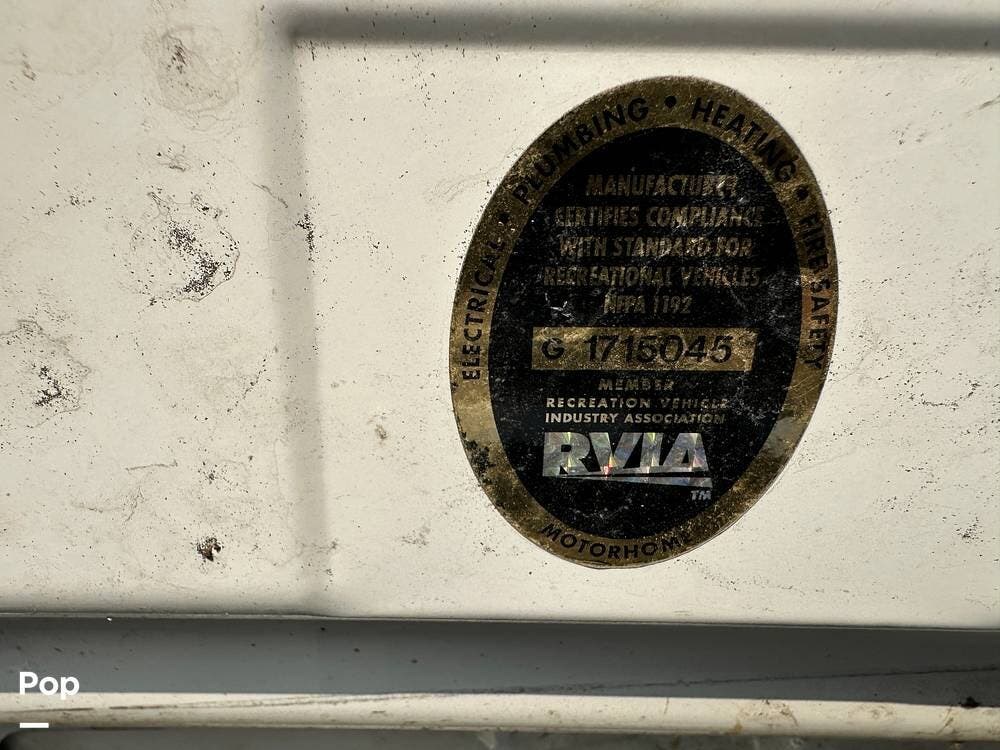 ELECTRICAL • PLUMBING • HEATING • FIRE SAFETY
MANUFACTURER
CERTIFIES COMPLIANCE
WITH STANDARD FOR
RECREATIONAL VEHICLES
NFPA 1192
G 1715045
MEMBER
RECREATION VEHICLE
INDUSTRY ASSOCIATION
RVIA
TM
MOTORHOME
Pop